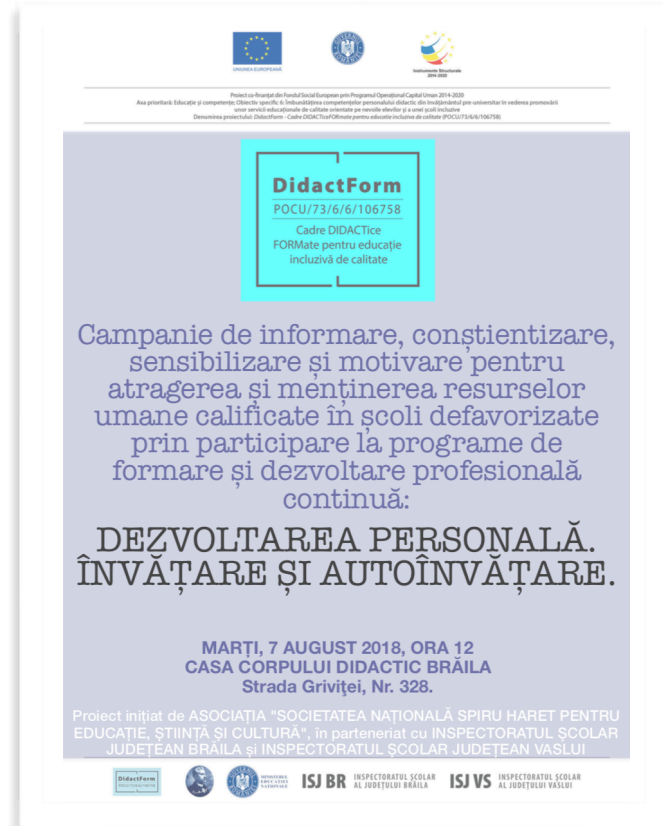 UNIUNEA EUROPEANĂ
Instrumente Structurale
2014-2020
Proiect co-finanțat din Fondul Social European prin Programul Operațional Capital Uman 2014-2020
Axa prioritară: Educație și competențe; Obiectiv specific 6: Îmbunătățirea competențelor personalului didactic din învățământul pre-universitar în vederea promovării
unor servicii educaționale de calitate orientate pe nevoile elevilor și a unei școli incluzive
Denumirea proiectului: DidactForm - Cadre DIDACTice FORmate pentru educație incluzive de calitate (POCU/73/6/6/106758)
DidactForm
POCU/73/6/6/106758
Cadre DIDACTice
FORMate pentru educație
incluzivă de calitate
Campanie de informare, conștientizare,
sensibilizare și motivare pentru
atragerea și menținerea resurselor
umane calificate în școli defavorizate
prin participare la programe de
formare și dezvoltare profesională
continuă:
DEZVOLTAREA PERSONALĂ.
ÎNVĂȚARE ȘI AUTOÎNVĂȚARE.
MARȚI, 7 AUGUST 2018, ORA 12
CASA CORPULUI DIDACTIC BRĂILA
Strada Griviței, Nr. 328.
Proiect inițiat de ASOCIAȚIA "SOCIETATEA NAȚIONALĂ SPIRU HARET PENTRU
EDUCAȚIE, ȘTIINȚĂ ȘI CULTURĂ", în parteneriat cu INSPECTORATUL ȘCOLAR
JUDEȚEAN BRĂILA și INSPECTORATUL ȘCOLAR JUDEȚEAN VASLUI
DidactForm
MINISTERUL
EDUCAȚIEI
NAȚIONALE
ISJ BR INSPECTORATUL ȘCOLAR
AL JUDEȚULUI BRĂILA
ISJ VS INSPECTORATUL ȘCOLAR
AL JUDEȚULUI VASLUI